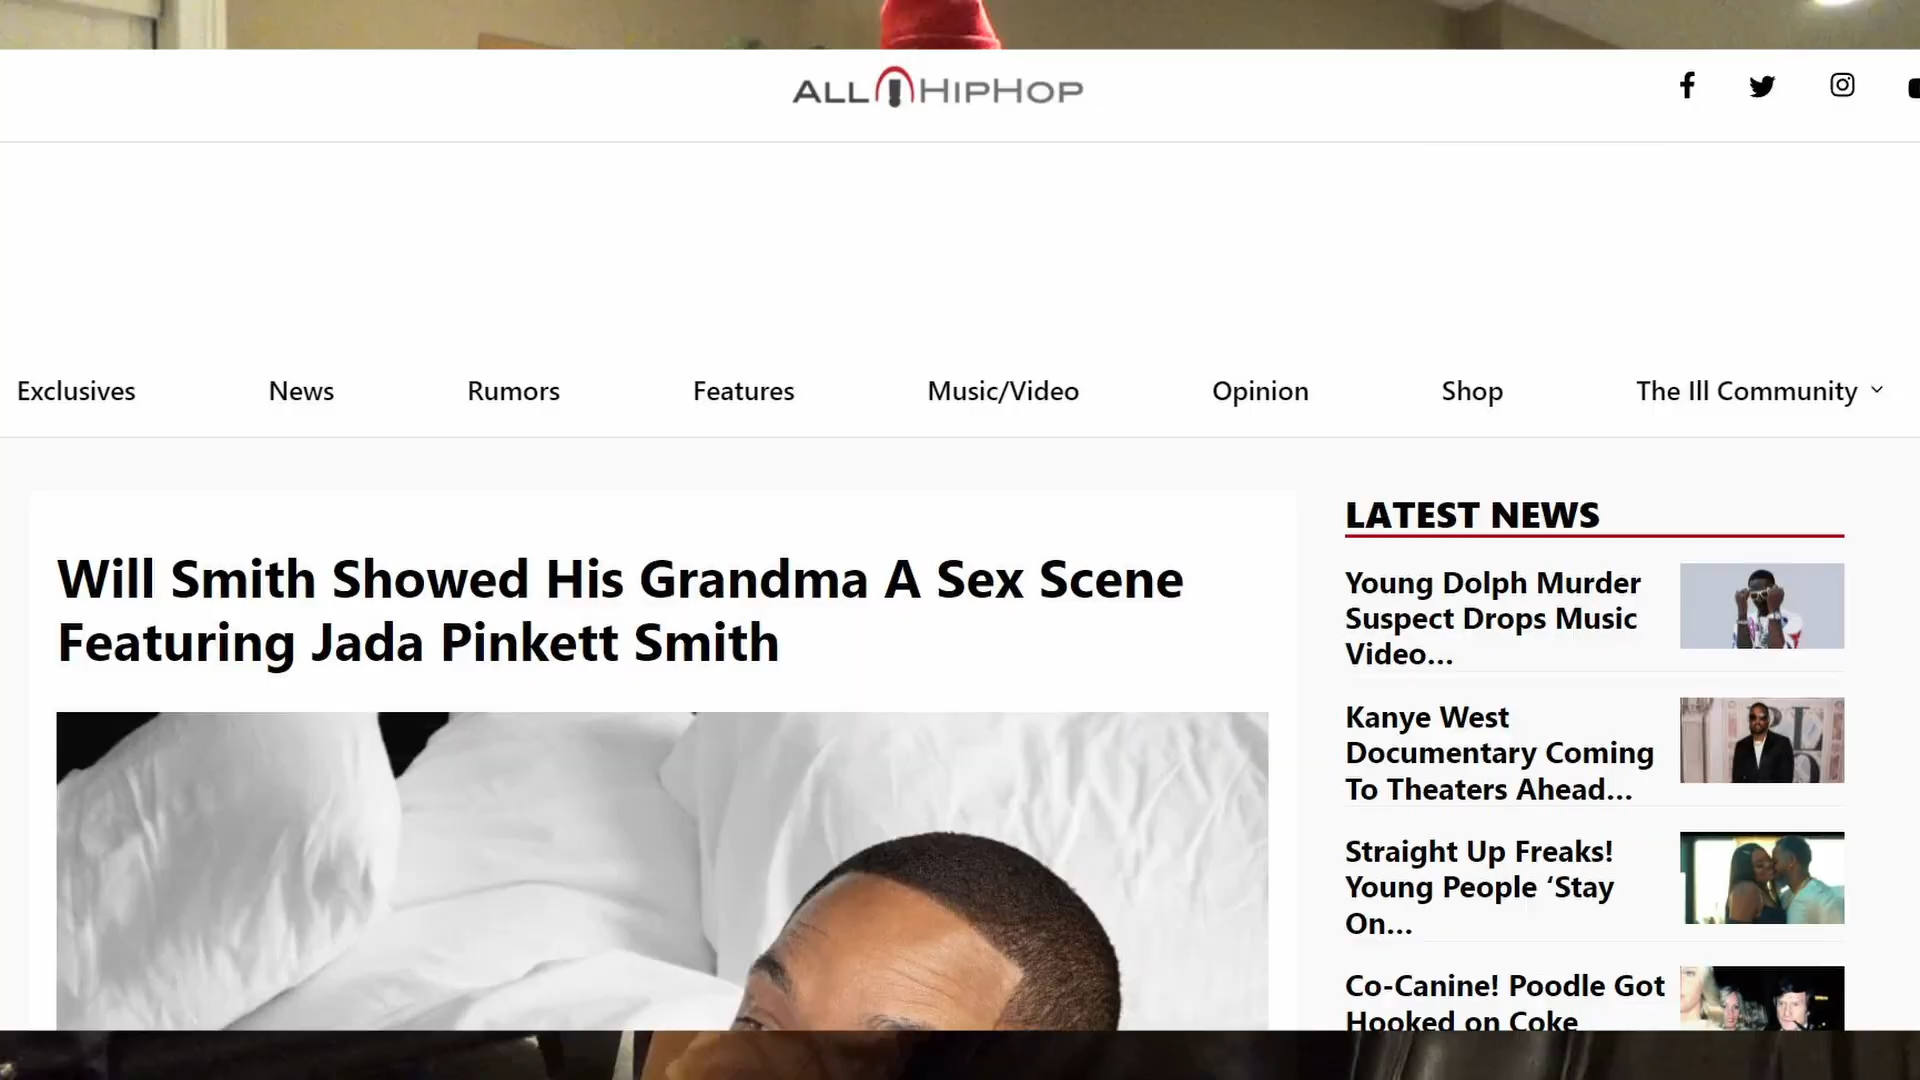 ALL HIPHOP
Exclusives
News
Rumors
Features
Music/Video
Opinion
Shop
The Ill Community
Will Smith Showed His Grandma A Sex Scene
Featuring Jada Pinkett Smith
LATEST NEWS
Young Dolph Murder
Suspect Drops Music
Video...
Kanye West
Documentary Coming
To Theaters Ahead...
Straight Up Freaks!
Young People ‘Stay
On...
Co-Canine! Poodle Got
Hooked on Coke